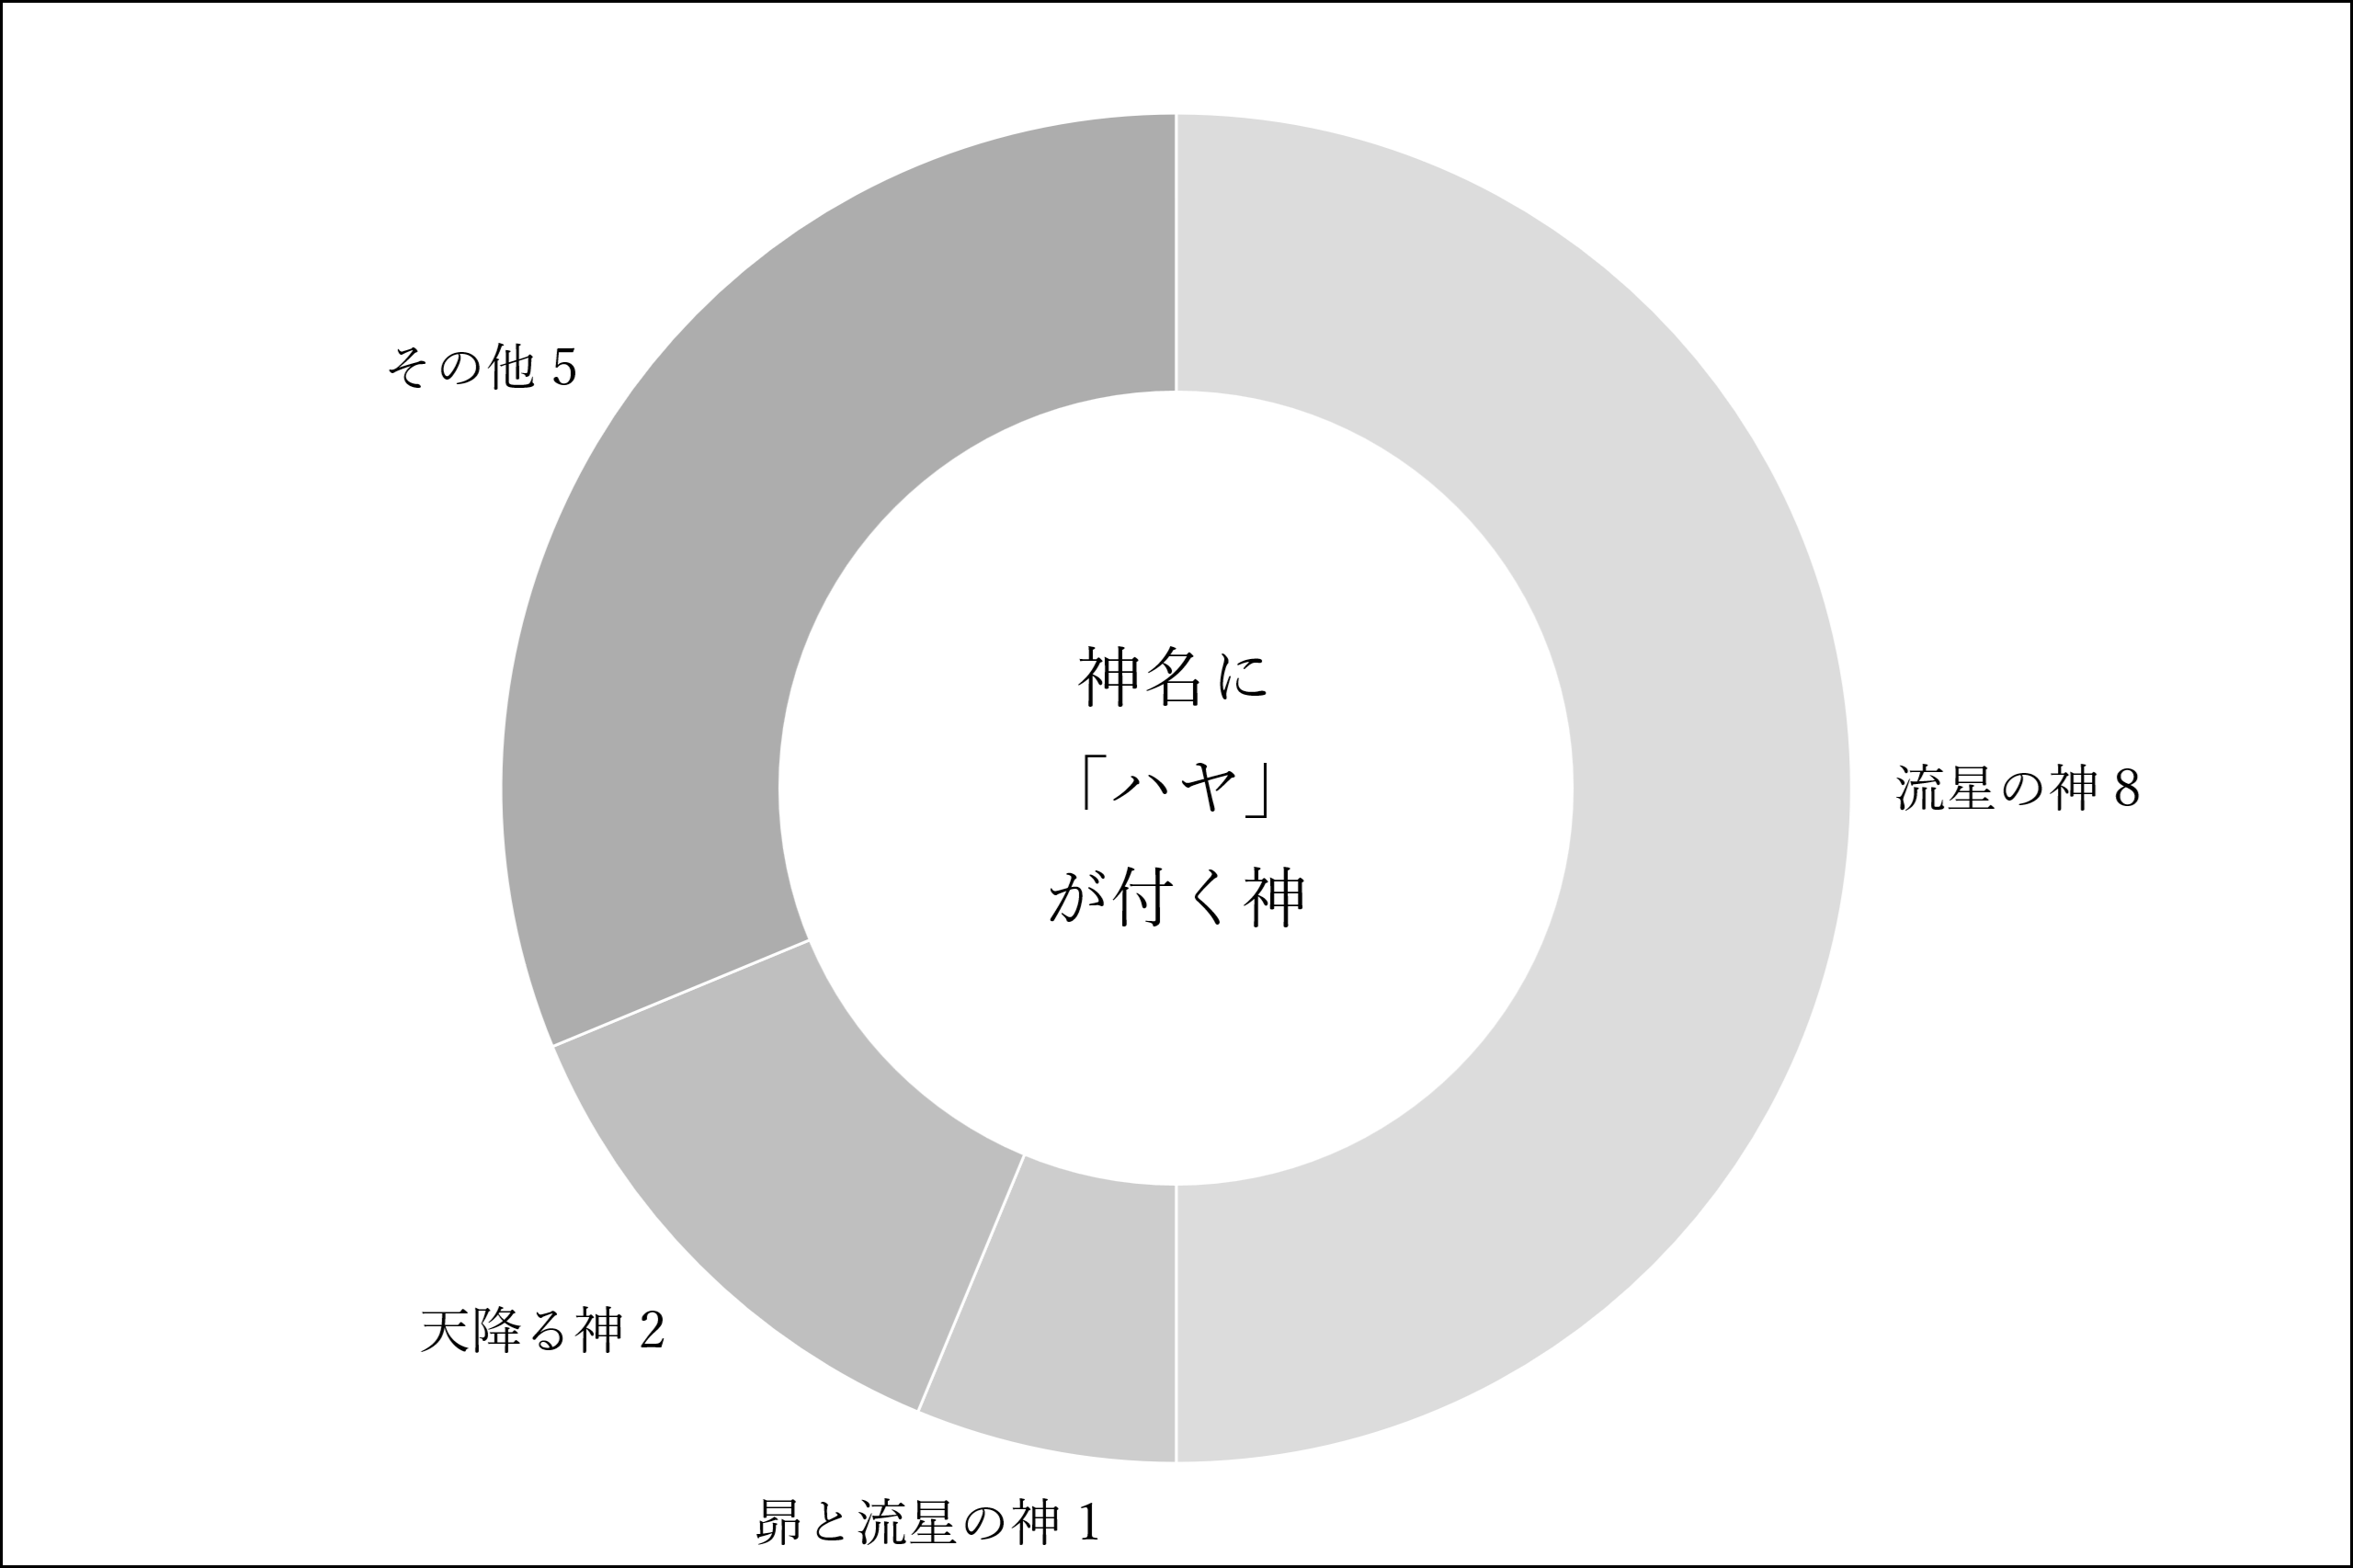 その他 5
神名に
「ハヤ」
が付く神
流星の神 8
天降る神 2
昴と流星の神 1